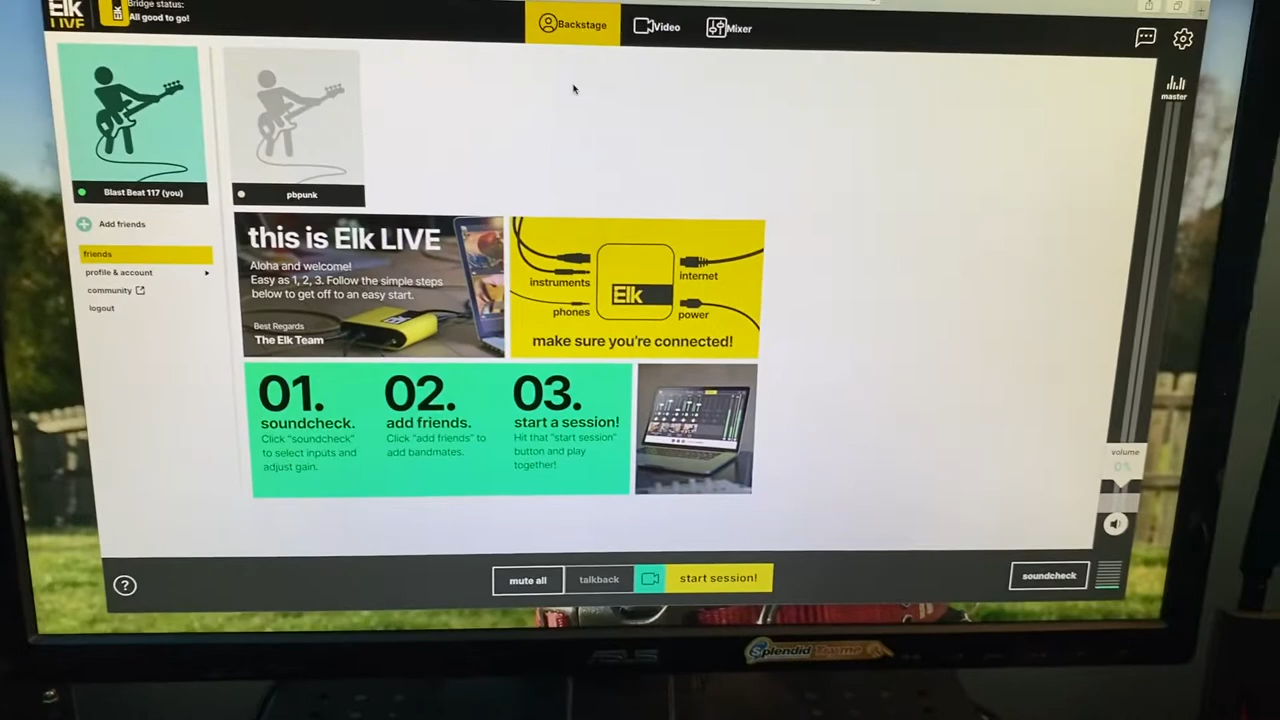 Elk
LIVE
Elk
Bridge status:
All good to go!
Backstage
Video
Mixer
master
Blast Beat 117 (you)
pbpunk
Add friends
friends
profile & account
community
logout
this is Elk LIVE
Aloha and welcome!
Easy as 1, 2, 3. Follow the simple steps
below to get off to an easy start.
Best Regards
The Elk Team
instruments
internet
Elk
phones
power
make sure you're connected!
01.
soundcheck.
Click "soundcheck"
to select inputs and
adjust gain.
02.
add friends.
Click "add friends" to
add bandmates.
03.
start a session!
Hit that "start session"
button and play
together!
volume
0%
?
mute all
talkback
start session!
soundcheck
ASUS
Splendid